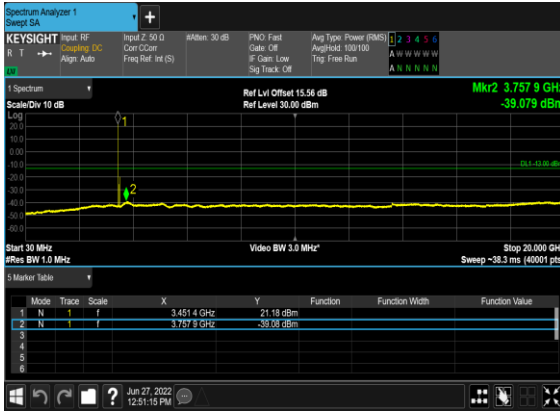 Spectrum Analyzer 1
Swept SA
+
KEYSIGHT Input: RF Input Z: 50 Ω #Atten: 30 dB PNO: Fast Avg Type: Power (RMS) 1 2 3 4 5 6
R T Coupling: DC Corr CCorr Gate: Off Avg|Hold: 100/100 A W W W W W
Align: Auto Freq Ref: Int (S) IF Gain: Low Trig: Free Run
Sig Track: Off A N N N N N
1 Spectrum Ref Lvl Offset 15.56 dB Mkr2 3.757 9 GHz
Scale/Div 10 dB Ref Level 30.00 dBm -39.079 dBm
Log
20.0 1
10.0
0.00
-10.0 DL1 -13.00 dBm
-20.0
-30.0 2
-40.0
-50.0
-60.0
Start 30 MHz Video BW 3.0 MHz* Stop 20.000 GHz
#Res BW 1.0 MHz Sweep ~38.3 ms (40001 pts)
5 Marker Table
Mode Trace Scale X Y Function Function Width Function Value
1 N 1 f 3.451 4 GHz 21.18 dBm
2 N 1 f 3.757 9 GHz -39.08 dBm
3
4
5
6
? Jun 27, 2022
12:51:15 PM